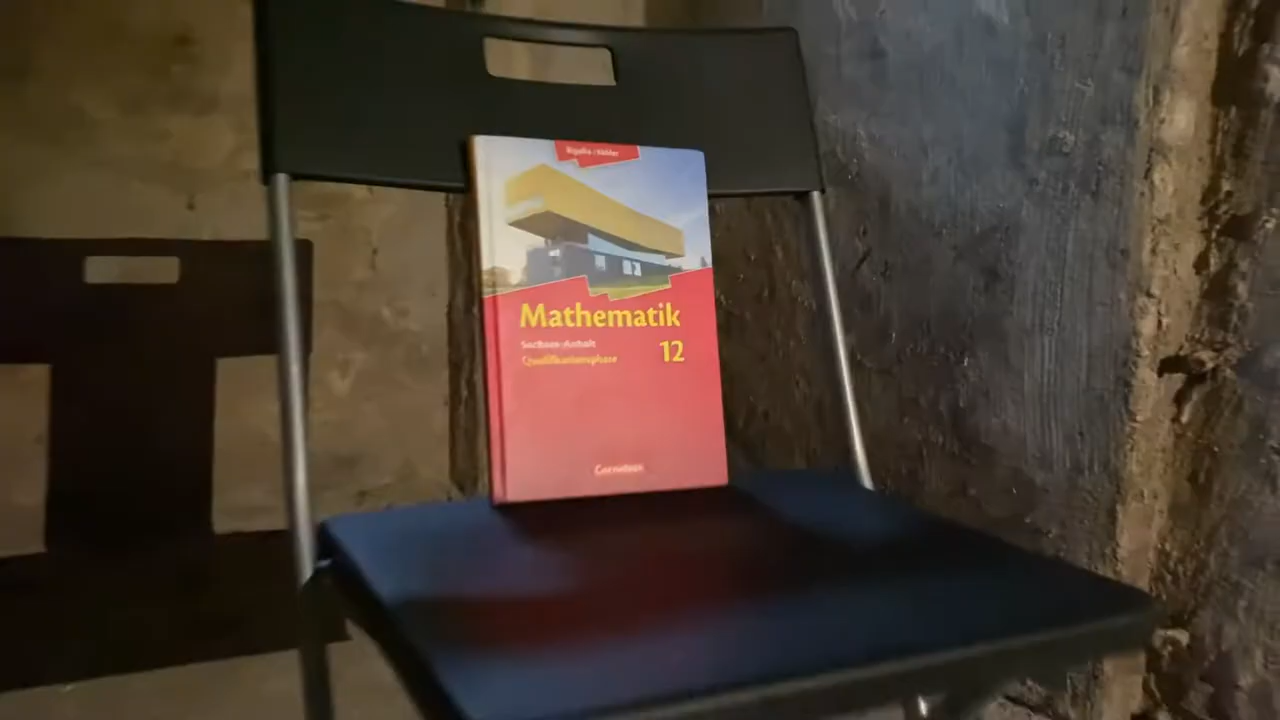 Bigalke / Köhler
Mathematik
Sachsen-Anhalt
Qualifikationsphase
12
Cornelsen